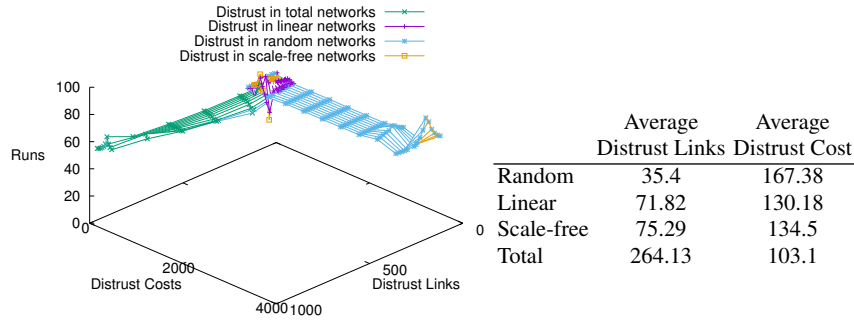 Distrust in total networks
Distrust in linear networks
Distrust in random networks
Distrust in scale-free networks
100
80
60
40
20
0
Runs
0
2000
4000
Distrust Costs
1000
500
0
Distrust Links
Average Average
Distrust Links Distrust Cost
Random 35.4 167.38
Linear 71.82 130.18
Scale-free 75.29 134.5
Total 264.13 103.1